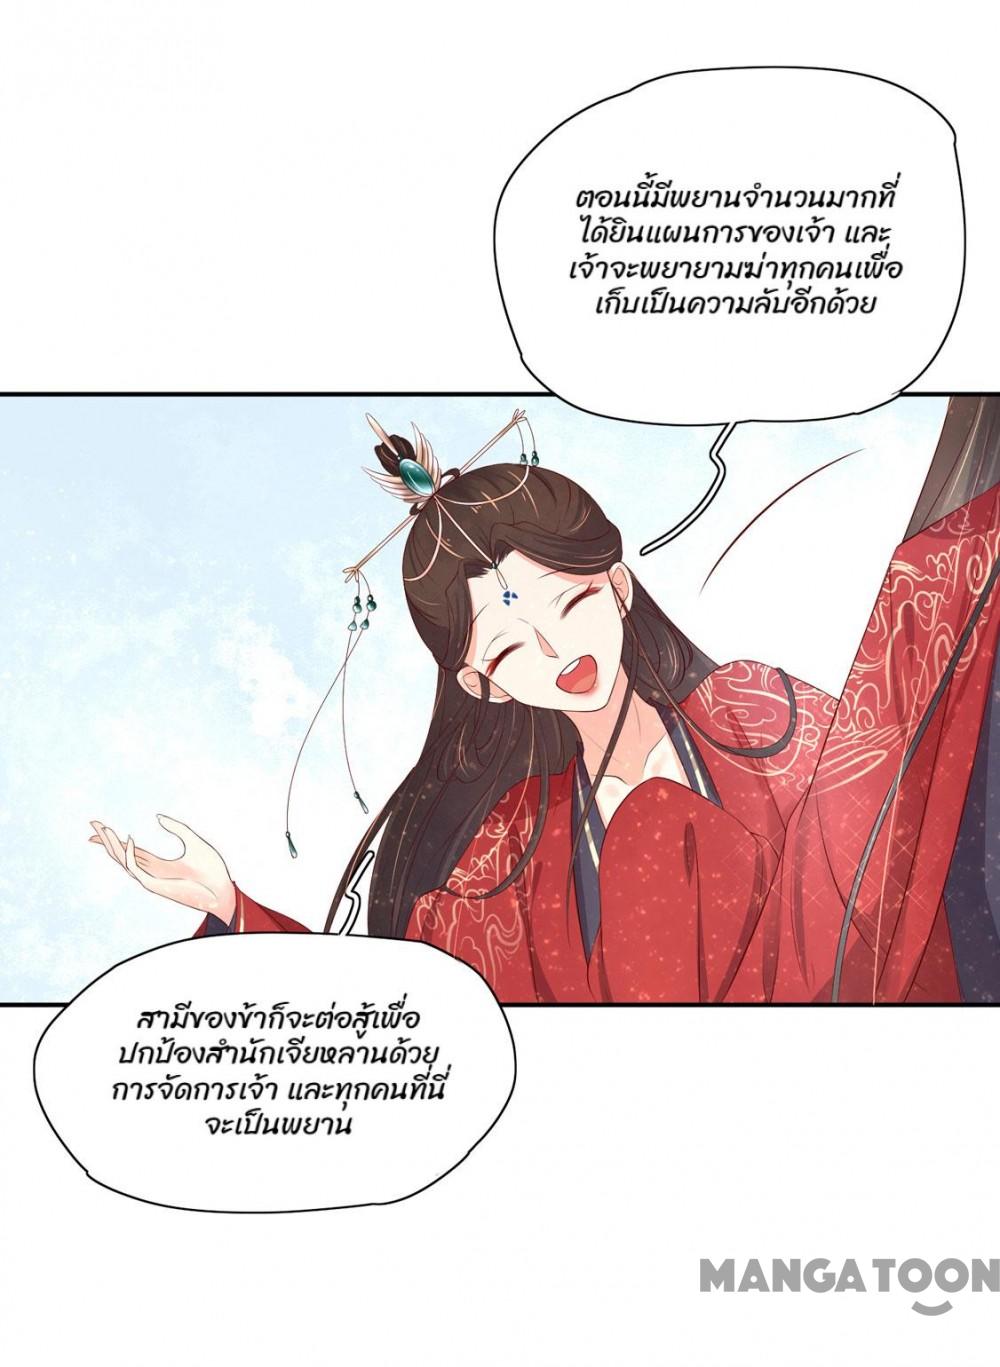 ตอนนี้มีพยานจำนวนมากที่
ได้ยินแผนการของเจ้า และ
เจ้าจะพยายามฆ่าทุกคนเพื่อ
เก็บเป็นความลับอีกด้วย
สามีของข้าก็จะต่อสู้เพื่อ
ปกป้องสำนักเจียหลานด้วย
การจัดการเจ้า และทุกคนที่นี่
จะเป็นพยาน
MANGATOON